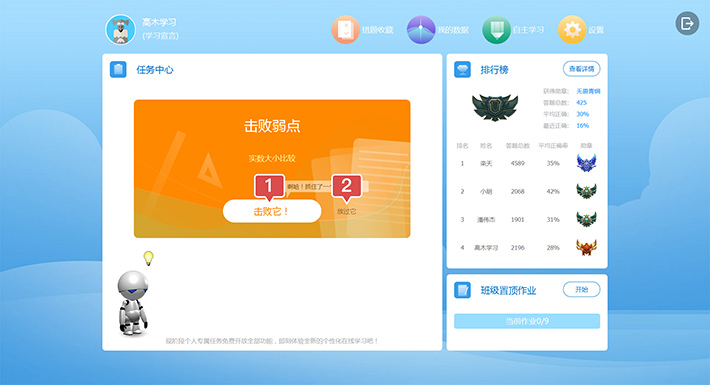 高木学习
(学习宣言)
错题收藏
我的数据
自主学习
设置
任务中心
击败弱点
实数大小比较
1
啊哈！抓住了一
2
击败它！
放过它
现阶段个人专属任务免费开放全部功能，即刻体验全新的个性化在线学习吧！
排行榜
查看详情
获得勋章: 天兽青铜
答题总数: 425
平均正确: 30%
最近正确: 16%
排名 姓名 答题总数 平均正确率 勋章
1 栾天 4589 35%
2 小胡 2068 42%
3 潘伟杰 1901 31%
4 高木学习 2196 28%
班级置顶作业
开始
当前作业0/9